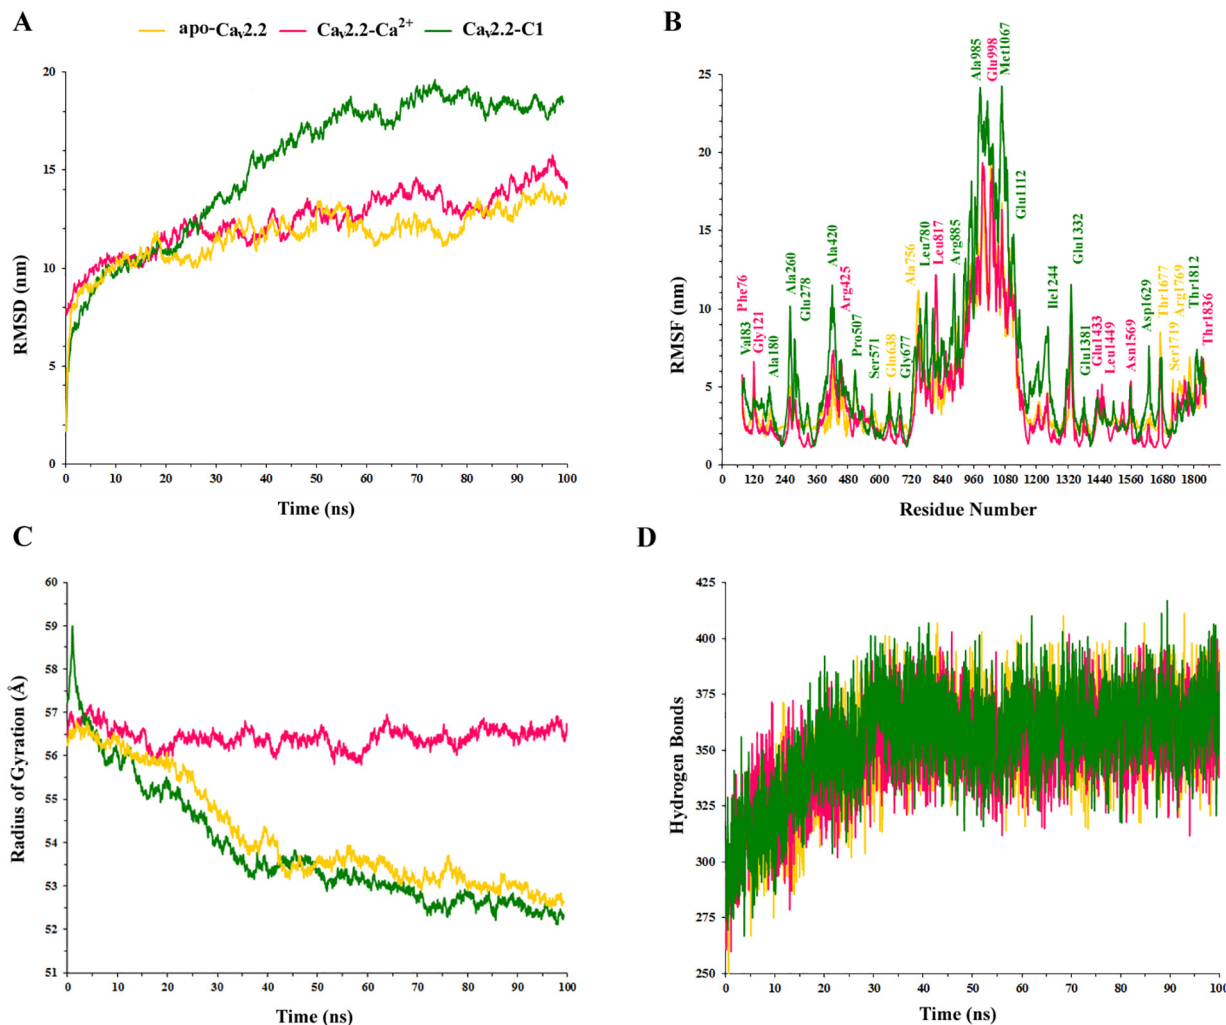 A
apo-Caᵥ2.2
Caᵥ2.2-Ca²⁺
Caᵥ2.2-C1
RMSD (nm)
20
15
10
5
0
0 10 20 30 40 50 60 70 80 90 100
Time (ns)
B
RMSF (nm)
25
20
15
10
5
0
Val83
Phe76
Gly121
Ala180
Ala260
Glu278
Ala420
Arg425
Pro507
Ser571
Gln638
Gly677
Ala756
Leu780
Leu817
Arg885
Ala985
Glu998
Met1067
Glu1112
Ile1244
Glu1332
Glu1381
Glu1433
Leu1449
Asn1569
Asp1629
Thr1677
Ser1719
Arg1769
Thr1812
Thr1836
0 120 240 360 480 600 720 840 960 1080 1200 1320 1440 1560 1680 1800
Residue Number
C
Radius of Gyration (Å)
60
59
58
57
56
55
54
53
52
51
0 10 20 30 40 50 60 70 80 90 100
Time (ns)
D
Hydrogen Bonds
425
400
375
350
325
300
275
250
0 10 20 30 40 50 60 70 80 90 100
Time (ns)